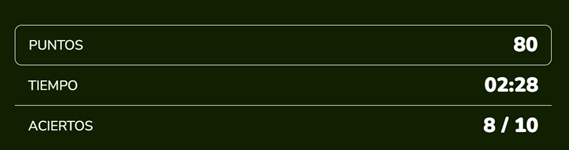 PUNTOS 80
TIEMPO 02:28
ACIERTOS 8 / 10